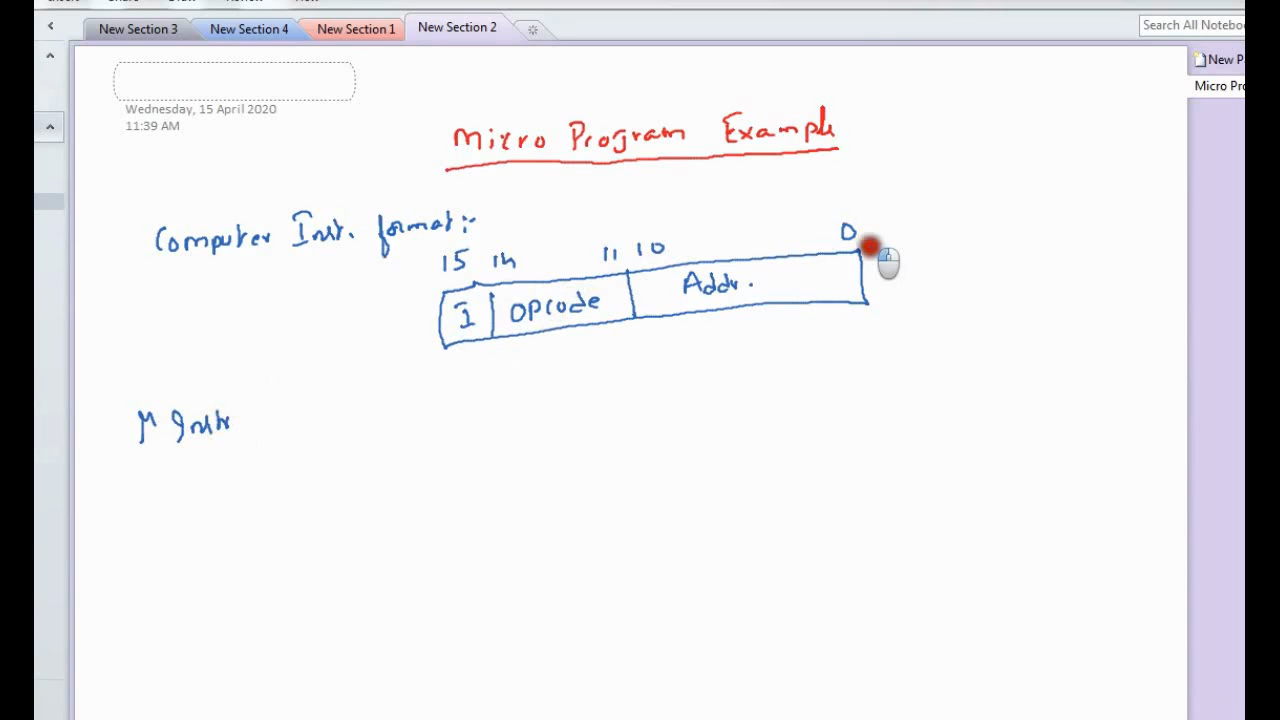 New Section 3 New Section 4 New Section 1 New Section 2 Search All Notebo
New P
Micro Pro
Wednesday, 15 April 2020
11:39 AM
Micro Program Example
Computer Inst. format:-
15 14 11 10 0
I opcode Addr.
μ Instr